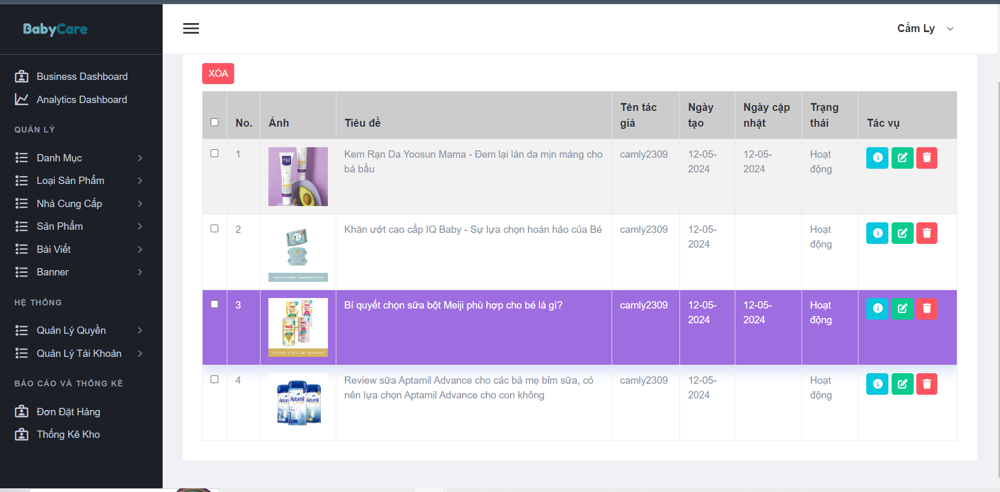 BabyCare
Cẩm Ly
Business Dashboard
Analytics Dashboard
QUẢN LÝ
Danh Mục
Loại Sản Phẩm
Nhà Cung Cấp
Sản Phẩm
Bài Viết
Banner
HỆ THỐNG
Quản Lý Quyền
Quản Lý Tài Khoản
BÁO CÁO VÀ THỐNG KÊ
Đơn Đặt Hàng
Thống Kê Kho
XÓA
No.
Ảnh
Tiêu đề
Tên tác
giả
Ngày
tạo
Ngày cập
nhật
Trạng
thái
Tác vụ
1
Kem Rạn Da Yoosun Mama - Đem lại làn da mịn màng cho
bà bầu
camly2309
12-05-
2024
12-05-
2024
Hoạt
động
2
Khăn ướt cao cấp IQ Baby - Sự lựa chọn hoàn hảo của Bé
camly2309
12-05-
2024
Hoạt
động
3
meiji
meiji
meiji
meiji
Bí quyết chọn sữa bột Meiji phù hợp cho bé là gì?
camly2309
12-05-
2024
12-05-
2024
Hoạt
động
4
Aptamil
2
1
Review sữa Aptamil Advance cho các bà mẹ bỉm sữa, có
nên lựa chọn Aptamil Advance cho con không
camly2309
12-05-
2024
Hoạt
động